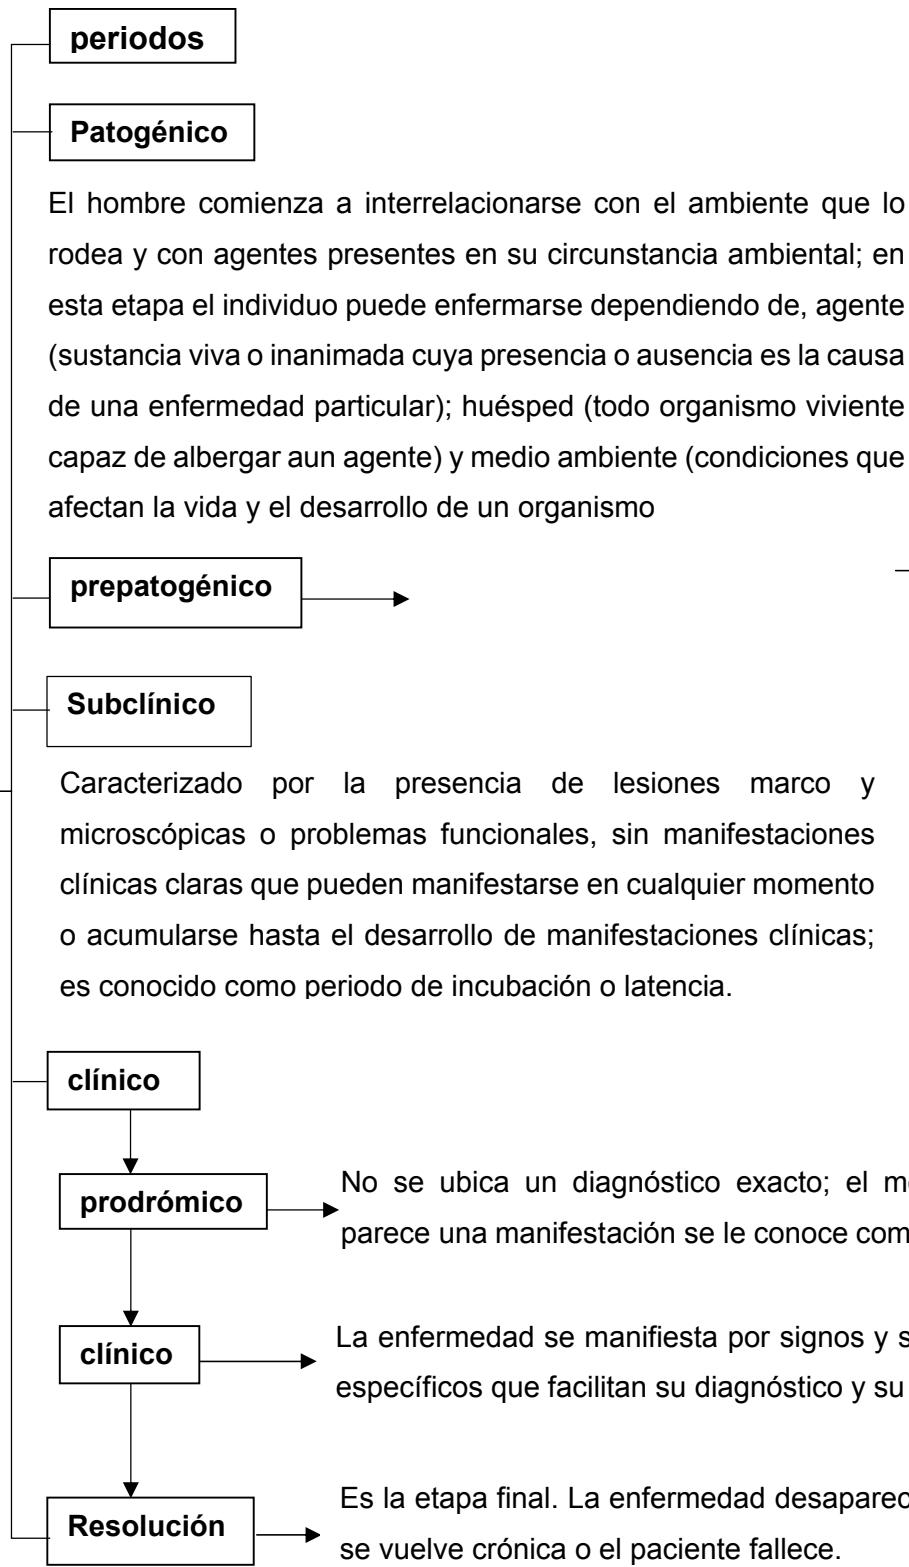 periodos
Patogénico
El hombre comienza a interrelacionarse con el ambiente que lo
rodea y con agentes presentes en su circunstancia ambiental; en
esta etapa el individuo puede enfermarse dependiendo de, agente
(sustancia viva o inanimada cuya presencia o ausencia es la causa
de una enfermedad particular); huésped (todo organismo viviente
capaz de albergar aun agente) y medio ambiente (condiciones que
afectan la vida y el desarrollo de un organismo
prepatogénico
Subclínico
Caracterizado por la presencia de lesiones marco y
microscópicas o problemas funcionales, sin manifestaciones
clínicas claras que pueden manifestarse en cualquier momento
o acumularse hasta el desarrollo de manifestaciones clínicas;
es conocido como periodo de incubación o latencia.
clínico
prodrómico
No se ubica un diagnóstico exacto; el
parece una manifestación se le conoce
clínico
La enfermedad se manifiesta por signos y
específicos que facilitan su diagnóstico y su
Resolución
Es la etapa final. La enfermedad
se vuelve crónica o el paciente fallece.